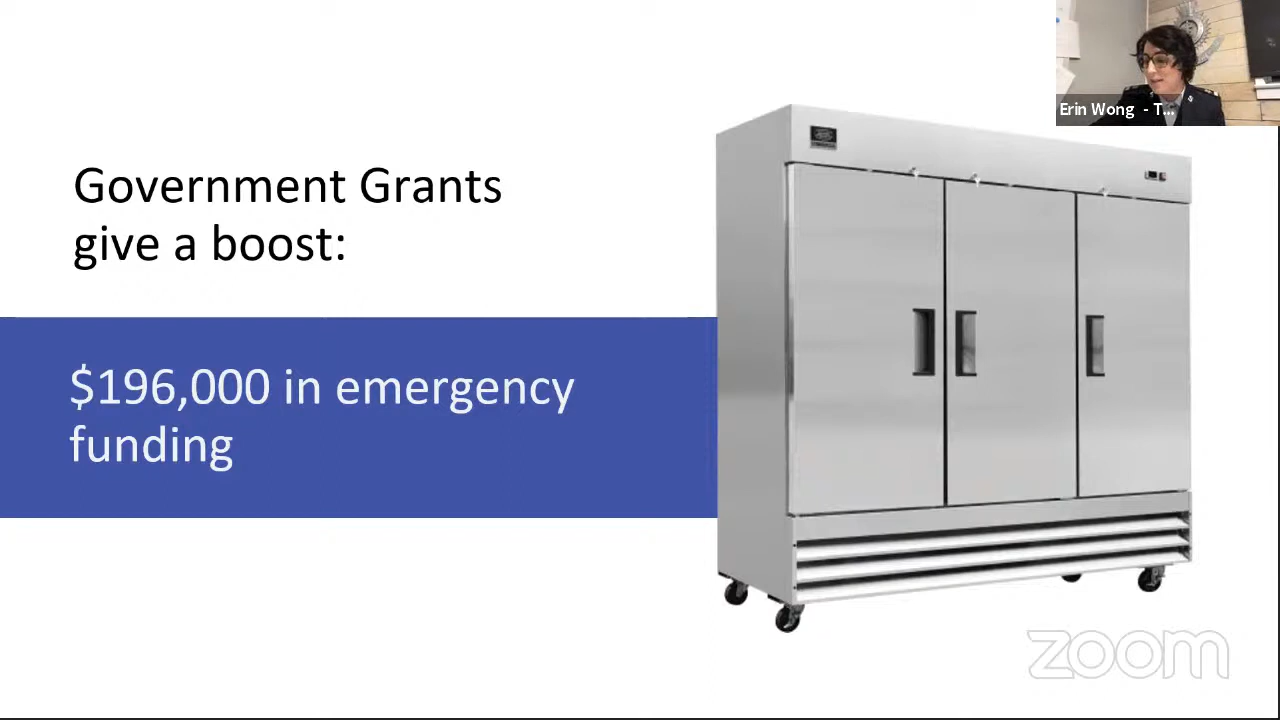 Erin Wong - T...
Government Grants
give a boost:
$196,000 in emergency
funding
zoom